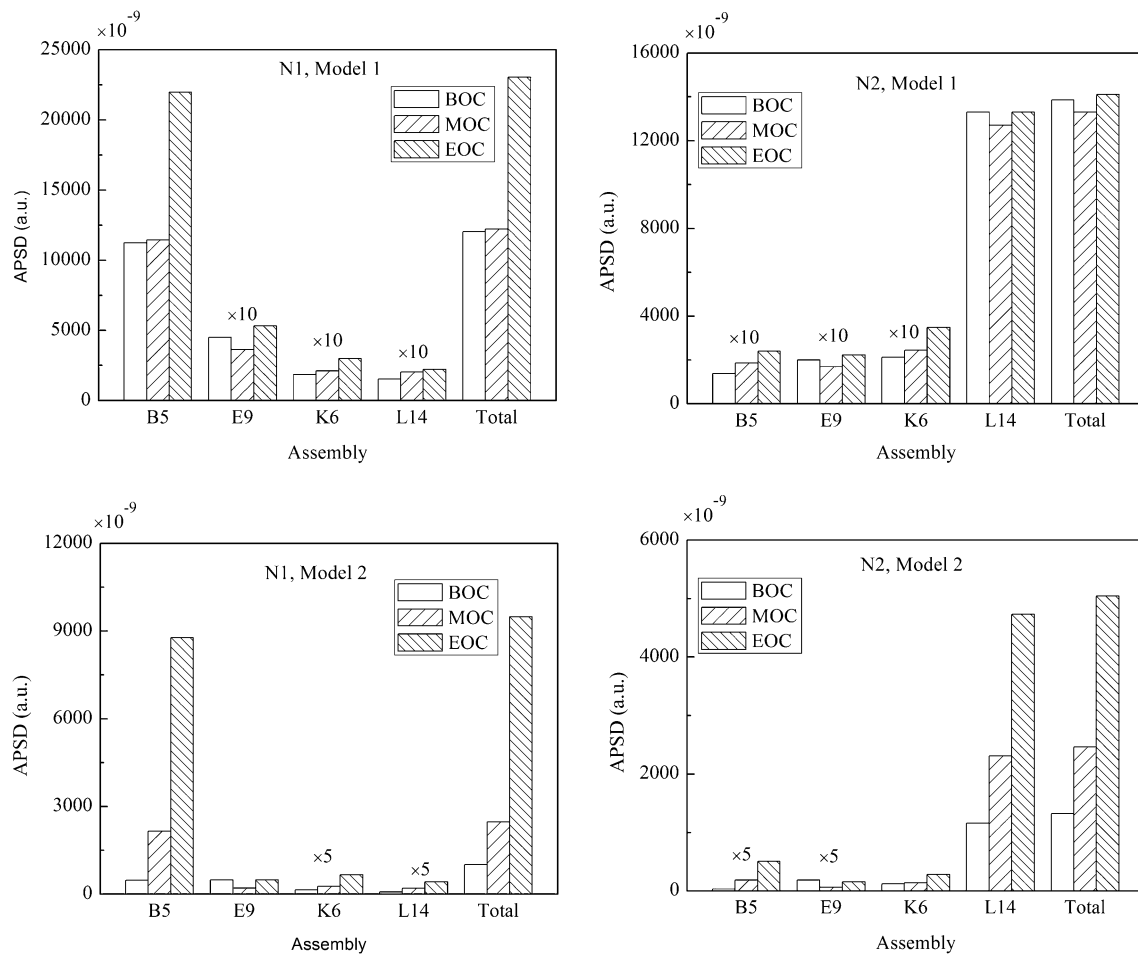 ×10⁻⁹
25000
20000
15000
10000
5000
0
APSD (a.u.)
N1, Model 1
BOC
MOC
EOC
×10
×10
×10
B5 E9 K6 L14 Total
Assembly
×10⁻⁹
16000
12000
8000
4000
0
APSD (a.u.)
N2, Model 1
BOC
MOC
EOC
×10
×10
×10
B5 E9 K6 L14 Total
Assembly
×10⁻⁹
12000
9000
6000
3000
0
APSD (a.u.)
N1, Model 2
BOC
MOC
EOC
×5
×5
B5 E9 K6 L14 Total
Assembly
×10⁻⁹
6000
4000
2000
0
APSD (a.u.)
N2, Model 2
BOC
MOC
EOC
×5
×5
B5 E9 K6 L14 Total
Assembly